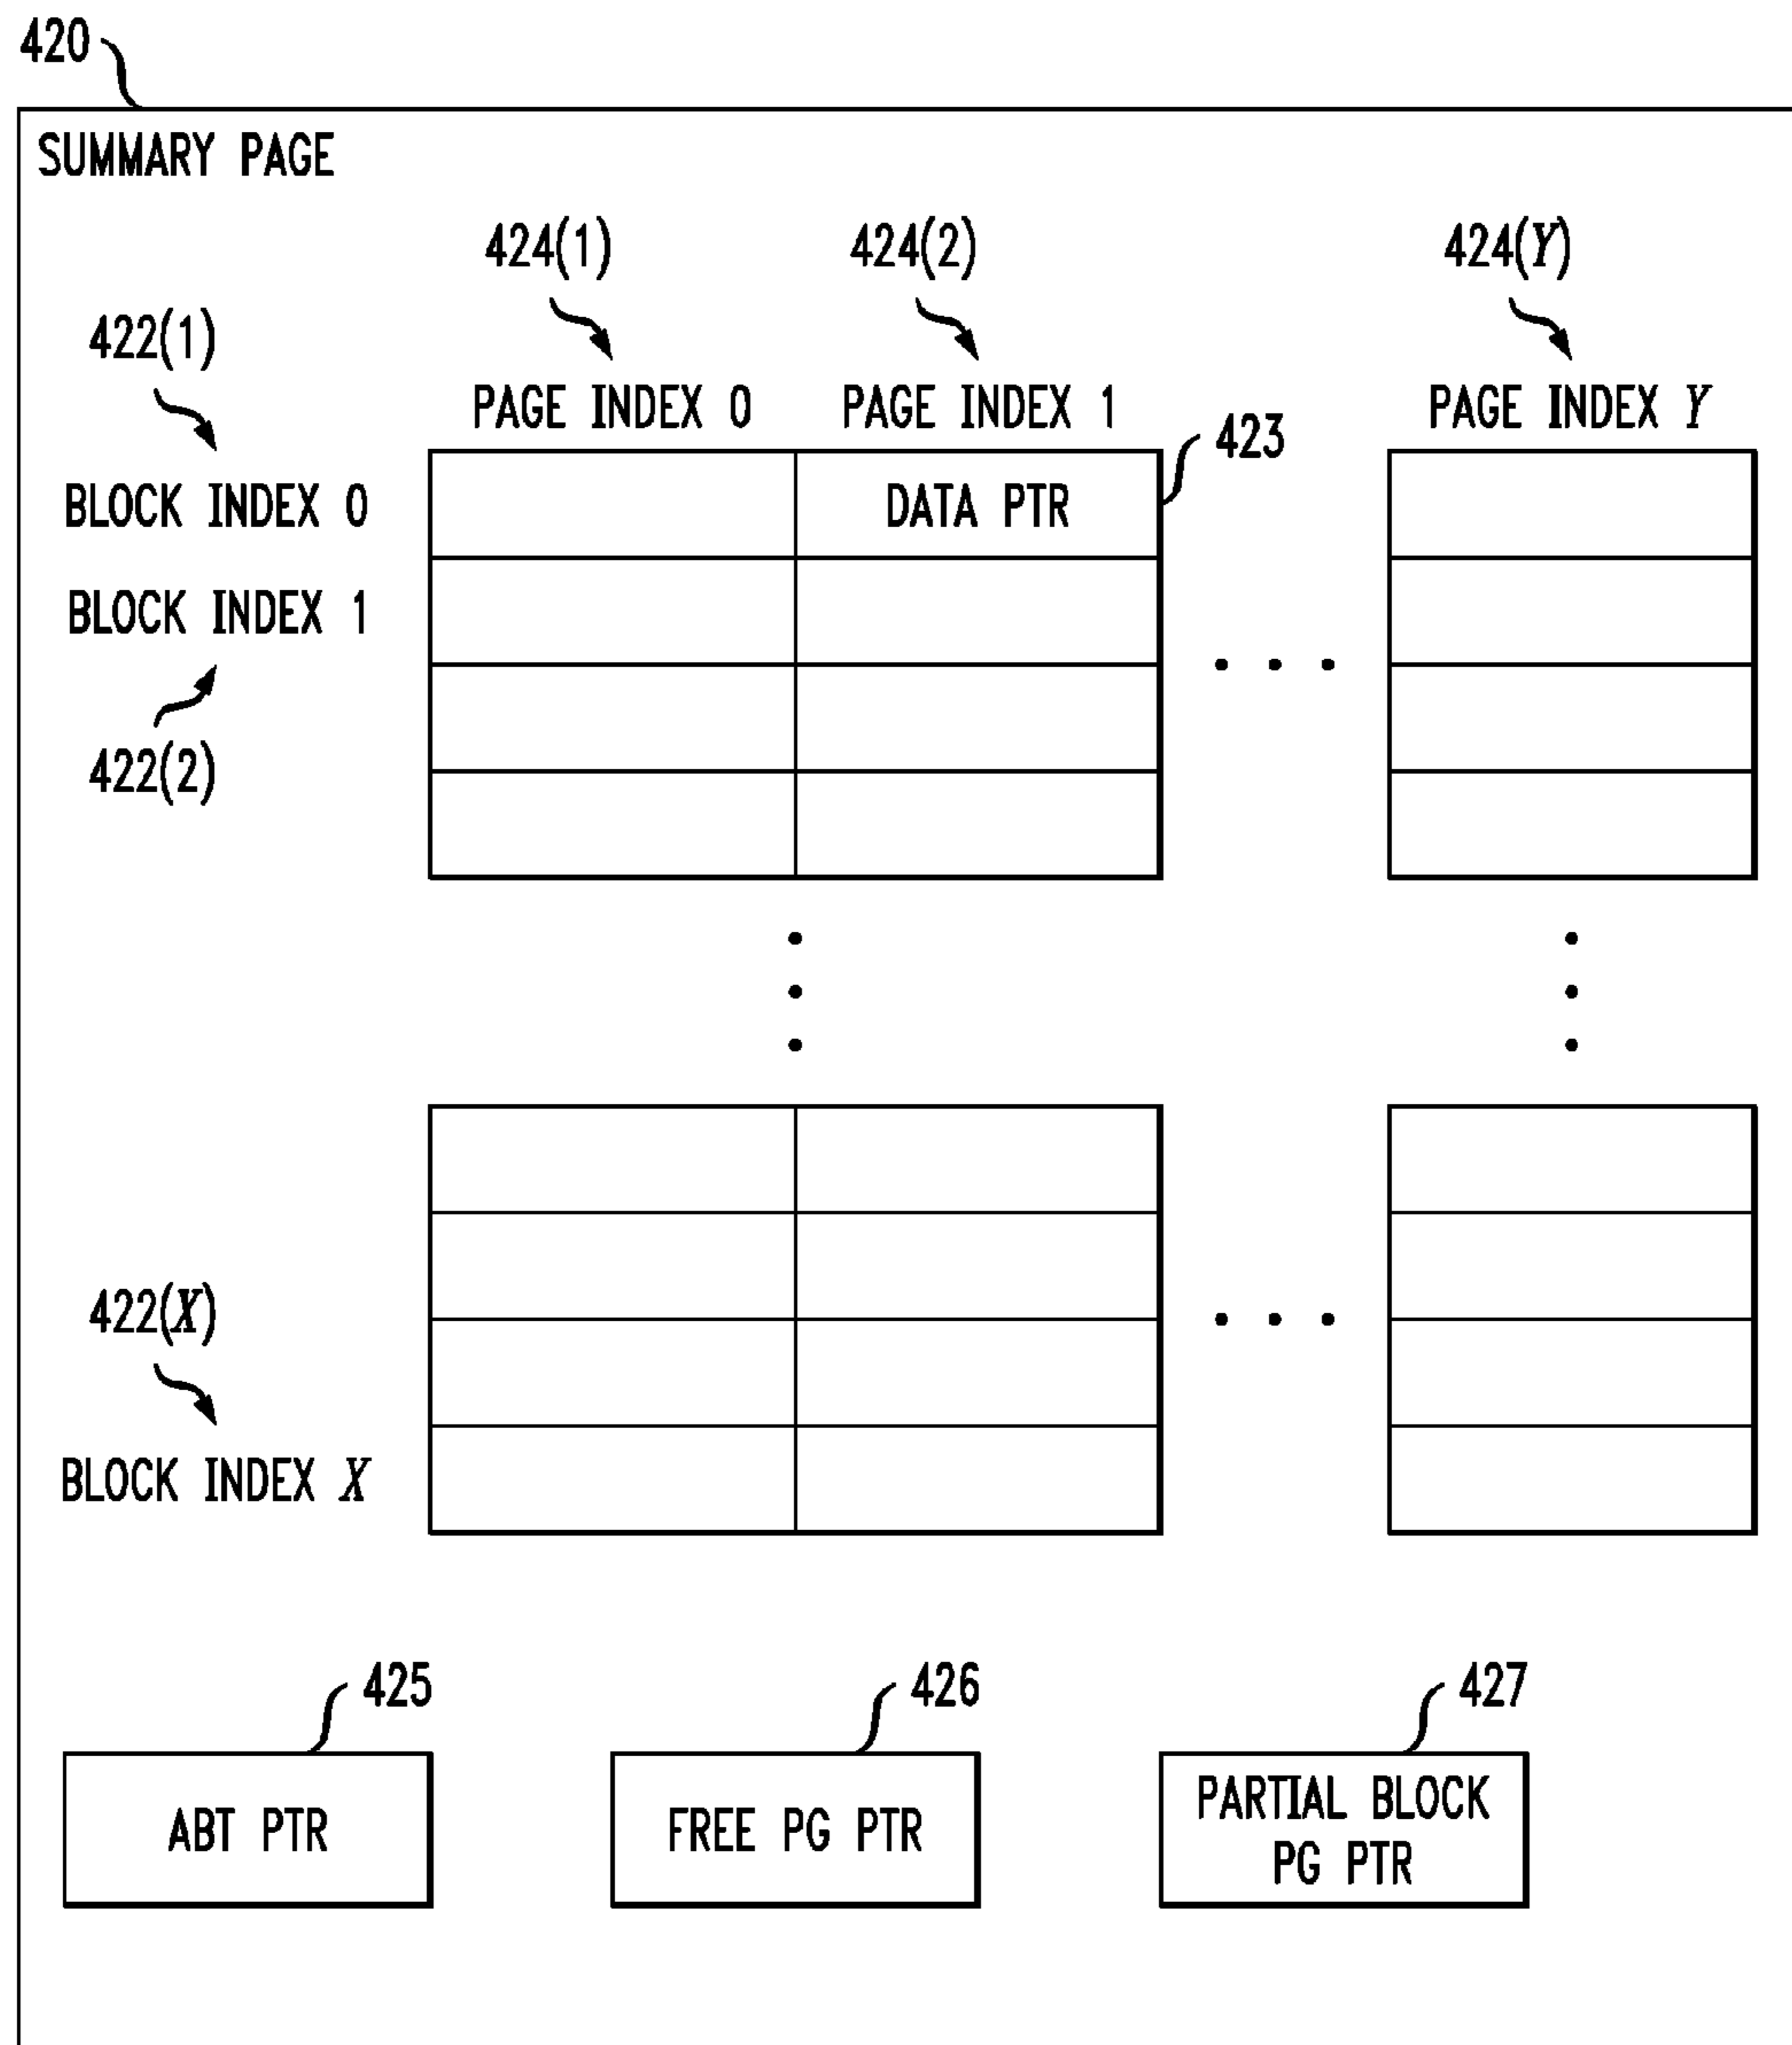 420
SUMMARY PAGE
424(1) 424(2) 424(Y)
422(1)
PAGE INDEX 0 PAGE INDEX 1 PAGE INDEX Y
423
BLOCK INDEX 0 DATA PTR
BLOCK INDEX 1
422(2)
422(X)
BLOCK INDEX X
425 426 427
ABT PTR FREE PG PTR PARTIAL BLOCK
PG PTR